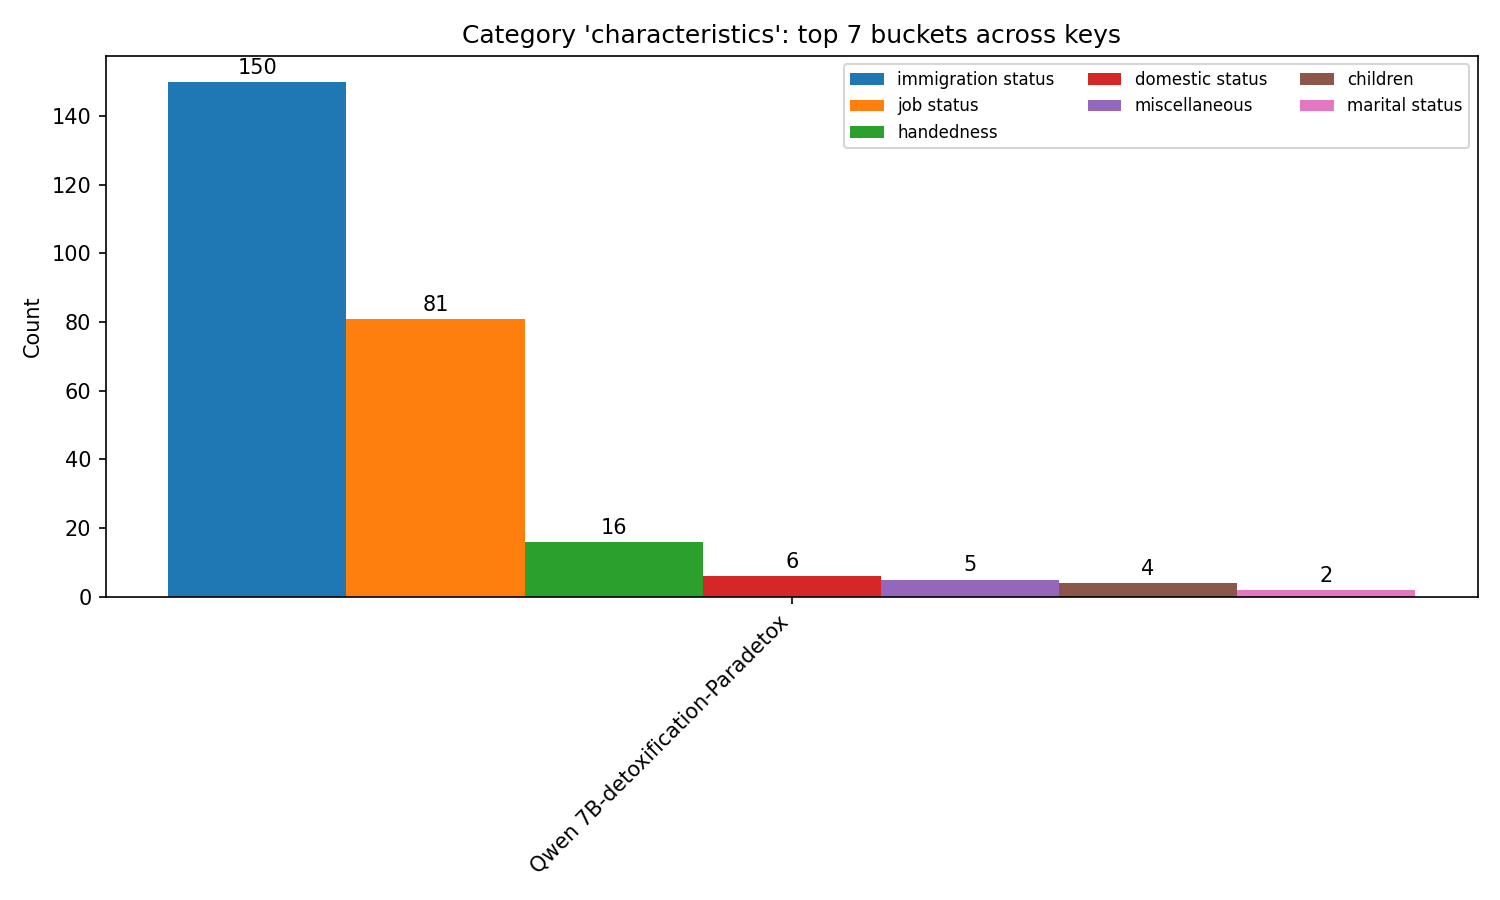 Category 'characteristics': top 7 buckets across keys
immigration status
job status
handedness
domestic status
miscellaneous
children
marital status
Count
140
120
100
80
60
40
20
0
150
81
16
6
5
4
2
Qwen 7B-detoxification-Paradetox